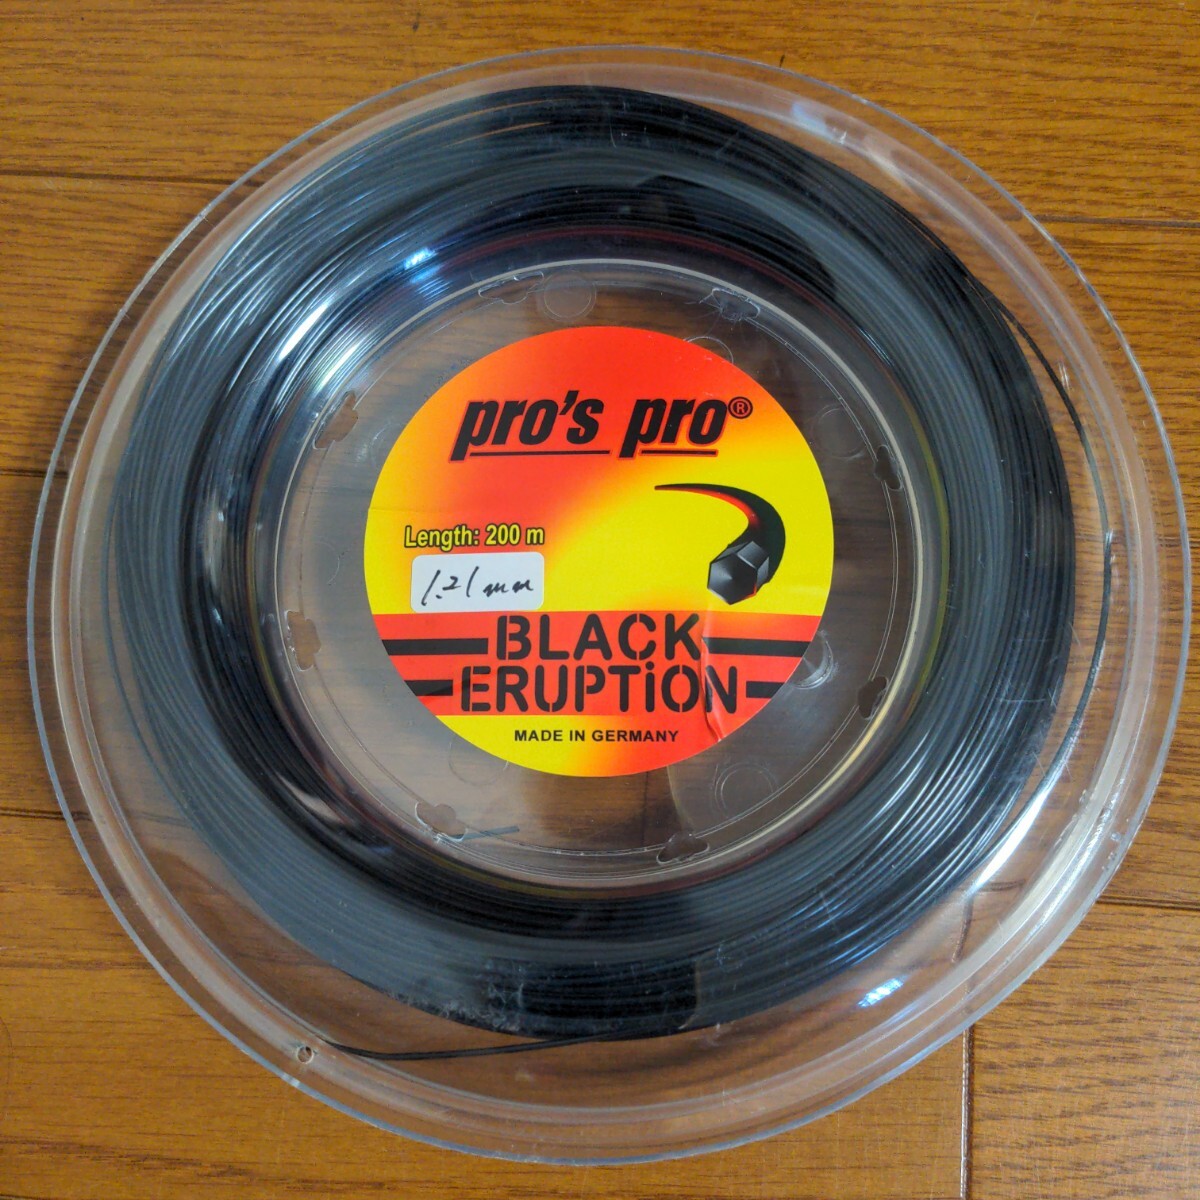 pro's pro®
Length: 200 m
1.21 mm
BLACK
ERUPTiON
MADE IN GERMANY